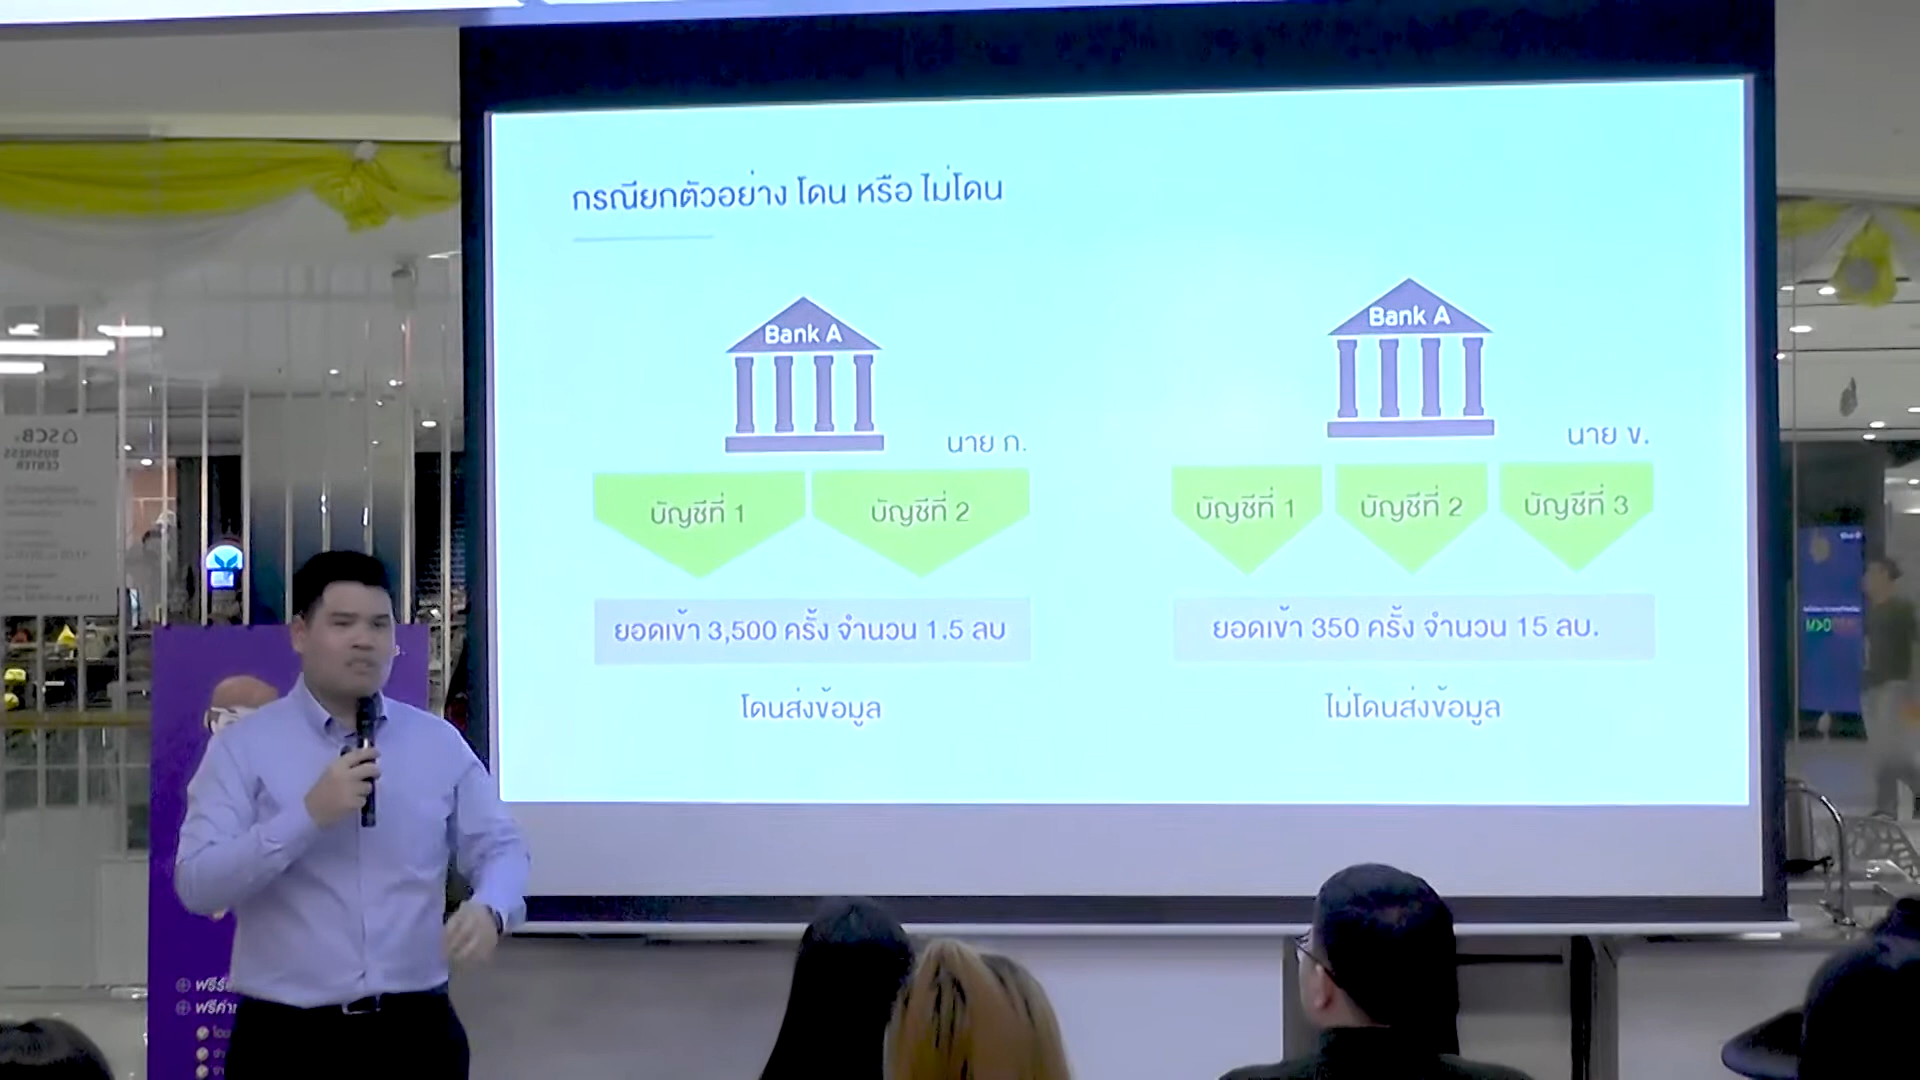 กรณียกตัวอย่าง โดน หรือ ไม่โดน
Bank A
นาย ก.
บัญชีที่ 1
บัญชีที่ 2
ยอดเข้า 3,500 ครั้ง จำนวน 1.5 ลบ
โดนส่งข้อมูล
Bank A
นาย ข.
บัญชีที่ 1
บัญชีที่ 2
บัญชีที่ 3
ยอดเข้า 350 ครั้ง จำนวน 15 ลบ.
ไม่โดนส่งข้อมูล
SCB
BUSINESS
CENTER